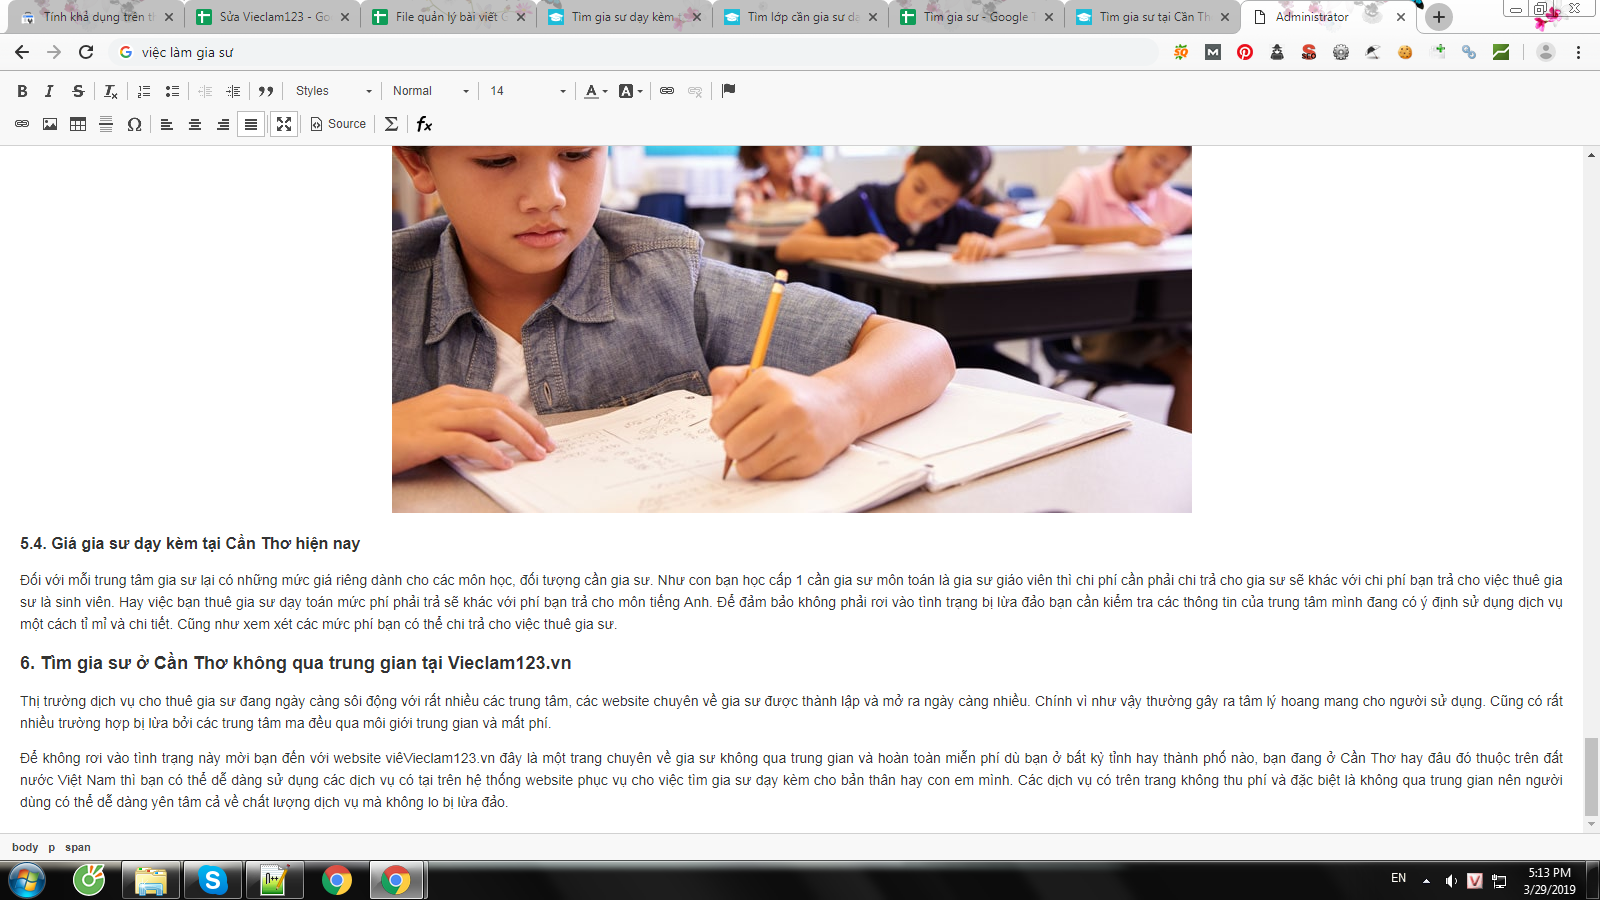 Tính khả dụng trên t
Sửa Vieclam123 - Go
File quản lý bài viết G
Tìm gia sư dạy kèm t
Tìm lớp cần gia sư dạ
Tìm gia sư - Google T
Tìm gia sư tại Cần Th
Administrator
việc làm gia sư
Styles
Normal
14
Source
5.4. Giá gia sư dạy kèm tại Cần Thơ hiện nay
Đối với mỗi trung tâm gia sư lại có những mức giá riêng dành cho các môn học, đối tượng cần gia sư. Như con bạn học cấp 1 cần gia sư môn toán là gia sư giáo viên thì chi phí cần phải chi trả cho gia sư sẽ khác với chi phí bạn trả cho việc thuê gia
sư là sinh viên. Hay việc bạn thuê gia sư dạy toán mức phí phải trả sẽ khác với phí bạn trả cho môn tiếng Anh. Để đảm bảo không phải rơi vào tình trạng bị lừa đảo bạn cần kiểm tra các thông tin của trung tâm mình đang có ý định sử dụng dịch vụ
một cách tỉ mỉ và chi tiết. Cũng như xem xét các mức phí bạn có thể chi trả cho việc thuê gia sư.
6. Tìm gia sư ở Cần Thơ không qua trung gian tại Vieclam123.vn
Thị trường dịch vụ cho thuê gia sư đang ngày càng sôi động với rất nhiều các trung tâm, các website chuyên về gia sư được thành lập và mở ra ngày càng nhiều. Chính vì như vậy thường gây ra tâm lý hoang mang cho người sử dụng. Cũng có rất
nhiều trường hợp bị lừa bởi các trung tâm ma đều qua môi giới trung gian và mất phí.
Để không rơi vào tình trạng này mời bạn đến với website viêVieclam123.vn đây là một trang chuyên về gia sư không qua trung gian và hoàn toàn miễn phí dù bạn ở bất kỳ tỉnh hay thành phố nào, bạn đang ở Cần Thơ hay đâu đó thuộc trên đất
nước Việt Nam thì bạn có thể dễ dàng sử dụng các dịch vụ có tại trên hệ thống website phục vụ cho việc tìm gia sư dạy kèm cho bản thân hay con em mình. Các dịch vụ có trên trang không thu phí và đặc biệt là không qua trung gian nên người
dùng có thể dễ dàng yên tâm cả về chất lượng dịch vụ mà không lo bị lừa đảo.
body p span
EN
5:13 PM
3/29/2019